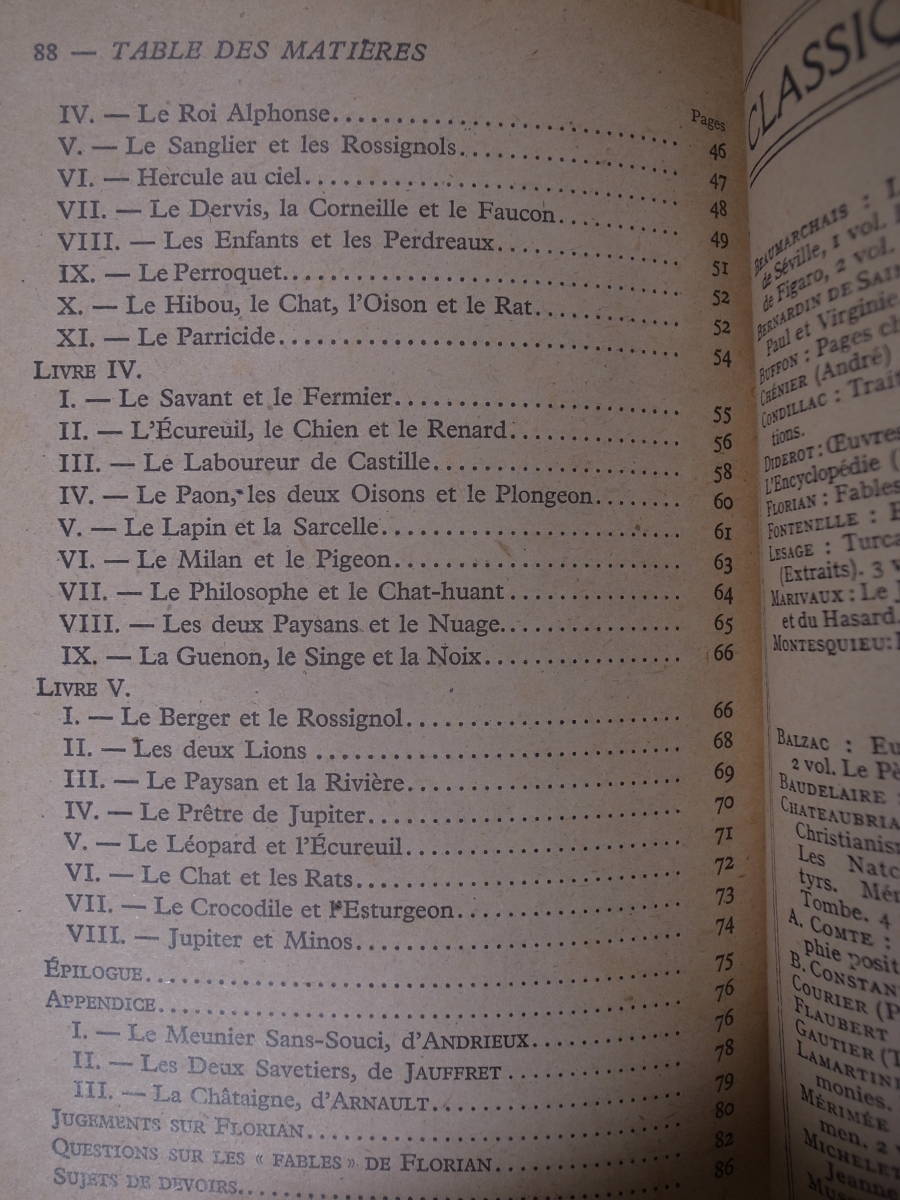 88 — TABLE DES MATIÈRES
Pages
IV. — Le Roi Alphonse 46
V. — Le Sanglier et les Rossignols 47
VI. — Hercule au ciel 48
VII. — Le Dervis, la Corneille et le Faucon 49
VIII. — Les Enfants et les Perdreaux 51
IX. — Le Perroquet 52
X. — Le Hibou, le Chat, l'Oison et le Rat 52
XI. — Le Parricide 54
LIVRE IV.
I. — Le Savant et le Fermier 55
II. — L'Écureuil, le Chien et le Renard 56
III. — Le Laboureur de Castille 58
IV. — Le Paon, les deux Oisons et le Plongeon 60
V. — Le Lapin et la Sarcelle 61
VI. — Le Milan et le Pigeon 63
VII. — Le Philosophe et le Chat-huant 64
VIII. — Les deux Paysans et le Nuage 65
IX. — La Guenon, le Singe et la Noix 66
LIVRE V.
I. — Le Berger et le Rossignol 66
II. — Les deux Lions 68
III. — Le Paysan et la Rivière 69
IV. — Le Prêtre de Jupiter 70
V. — Le Léopard et l'Écureuil 71
VI. — Le Chat et les Rats 72
VII. — Le Crocodile et l'Esturgeon 73
VIII. — Jupiter et Minos 74
ÉPILOGUE 75
APPENDICE 76
I. — Le Meunier Sans-Souci, d'ANDRIEUX 76
II. — Les Deux Savetiers, de JAUFFRET 78
III. — La Châtaigne, d'ARNAULT 79
JUGEMENTS SUR FLORIAN 80
QUESTIONS SUR LES « FABLES » DE FLORIAN 82
SUJETS DE DEVOIRS 86
CLASSIQ
BEAUMARCHAIS : L
de Séville, 1 vol.
de Figaro, 2 vol.
BERNARDIN DE SAIN
Paul et Virginie
BUFFON : Pages ch
CHÉNIER (André)
CONDILLAC : Trait
tions.
DIDEROT : Œuvres
L'Encyclopédie (
FLORIAN : Fables
FONTENELLE : E
LESAGE : Turca
(Extraits). 3 v
MARIVAUX : Le J
et du Hasard.
MONTESQUIEU :
BALZAC : Eu
2 vol. Le Pè
BAUDELAIRE
CHATEAUBRIA
Christianis
Les Natc
tyrs. Mém
Tombe. 4
A. COMTE :
phie posit
B. CONSTAN
COURIER (P
FLAUBERT
GAUTIER (T
LAMARTINE
monies.
MÉRIMÉE
men. 2 v
MICHELET
Jeanne